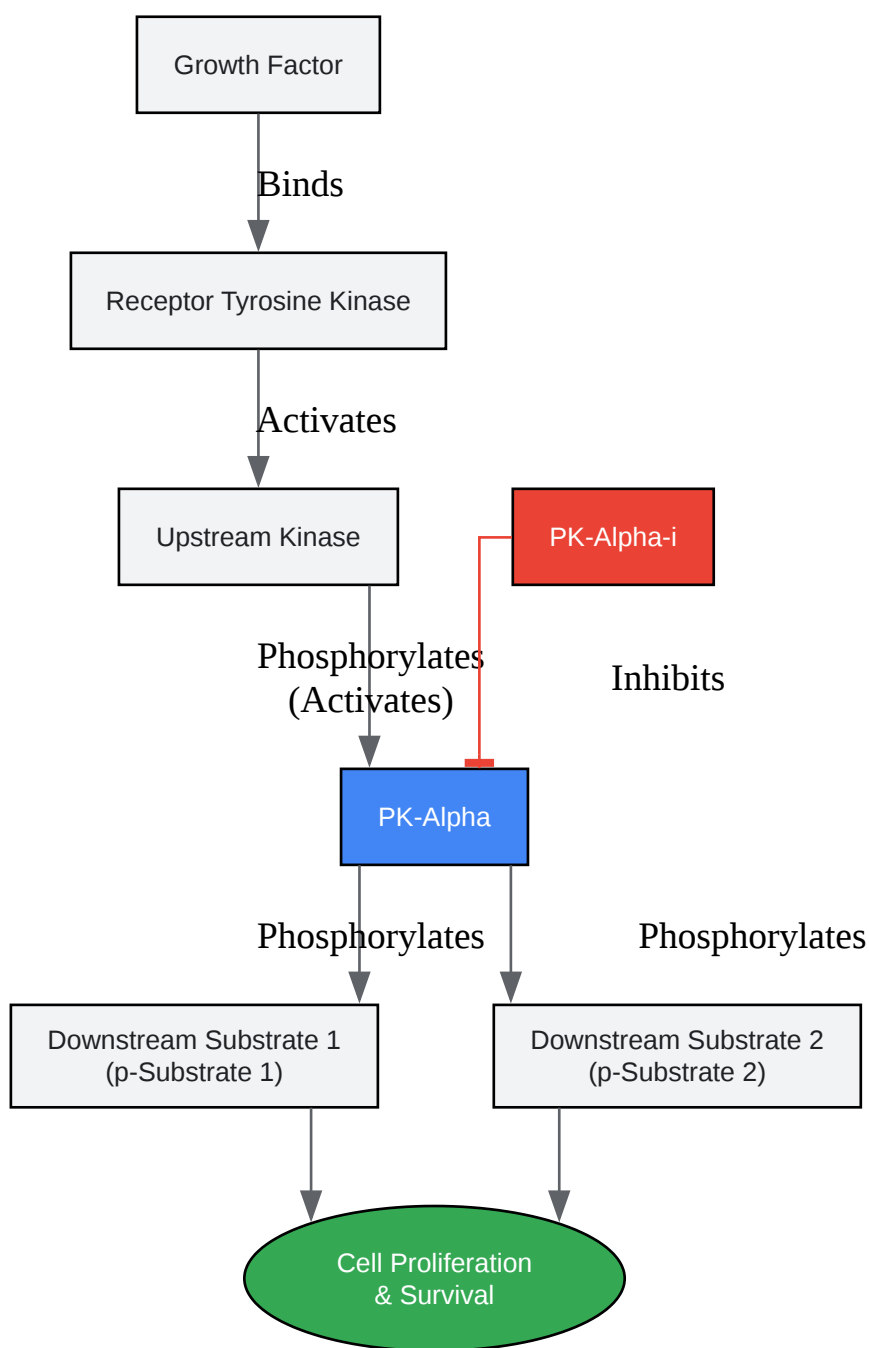 Growth Factor
Binds
Receptor Tyrosine Kinase
Activates
Upstream Kinase
PK-Alpha-i
Phosphorylates
(Activates)
Inhibits
PK-Alpha
Phosphorylates
Phosphorylates
Downstream Substrate 1
(p-Substrate 1)
Downstream Substrate 2
(p-Substrate 2)
Cell Proliferation
& Survival